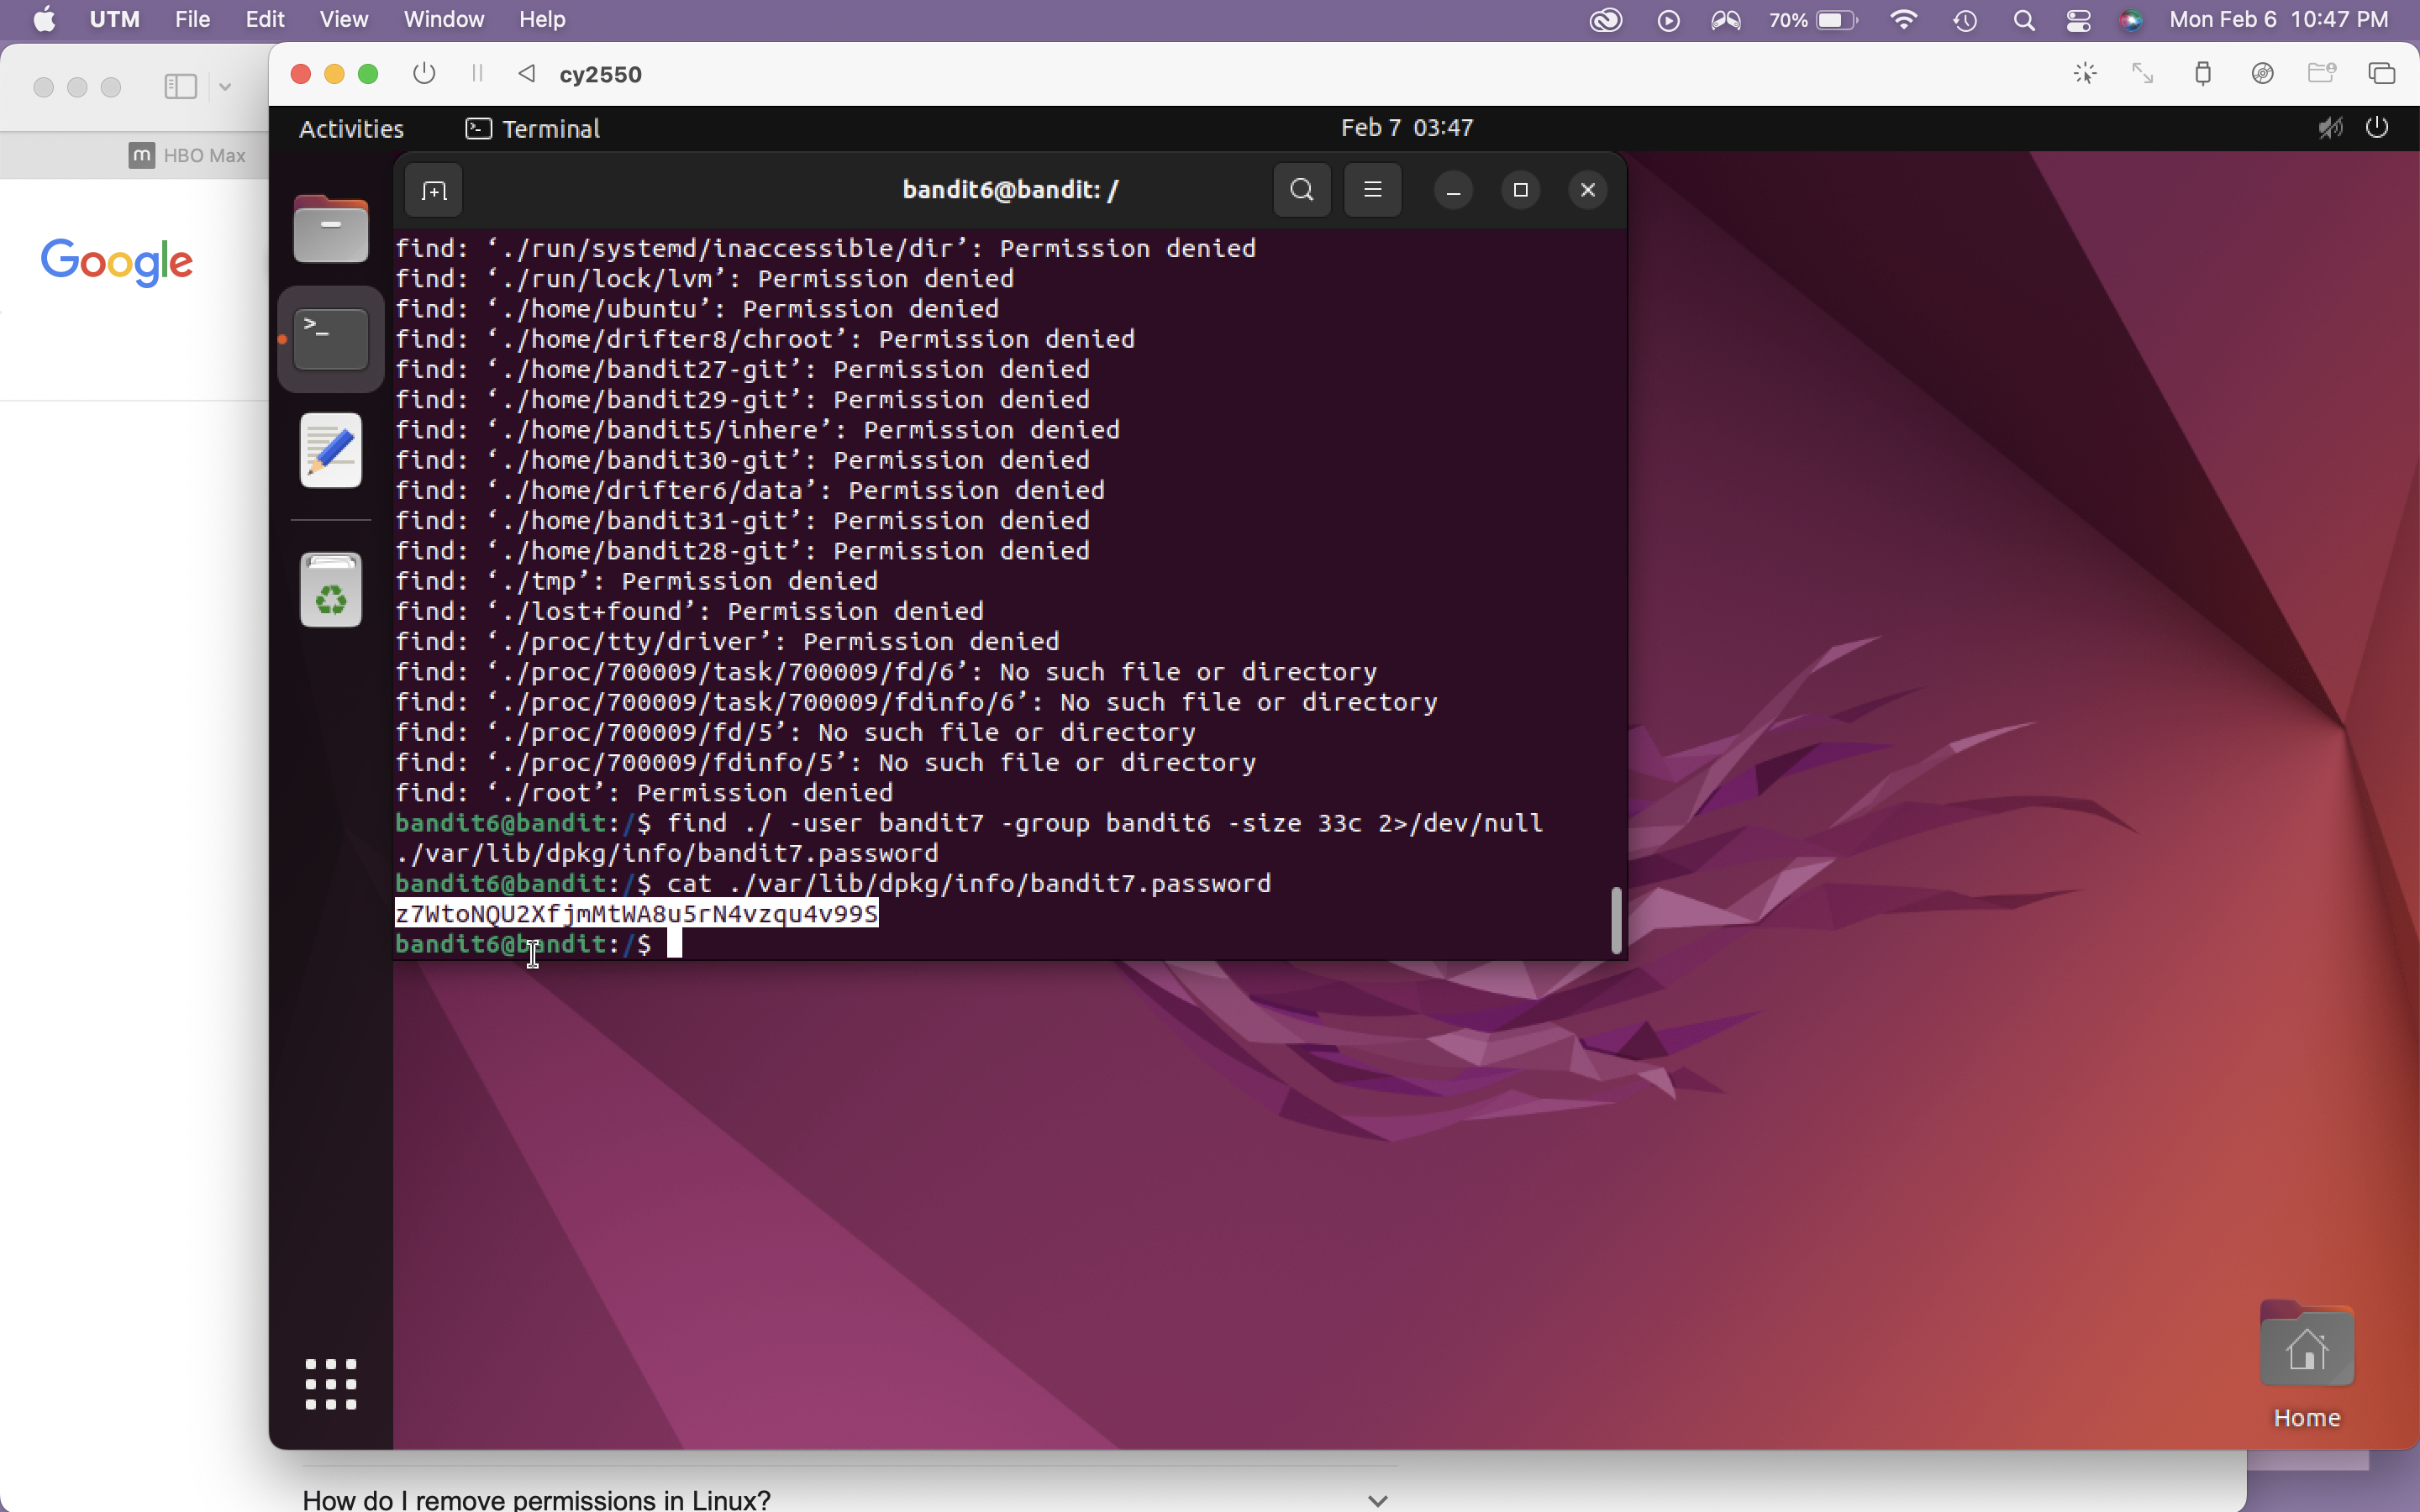 UTM File Edit View Window Help 70% Mon Feb 6 10:47 PM
cy2550
Activities Terminal Feb 7 03:47
m HBO Max
bandit6@bandit: /
Google
find: ‘./run/systemd/inaccessible/dir’: Permission denied
find: ‘./run/lock/lvm’: Permission denied
find: ‘./home/ubuntu’: Permission denied
find: ‘./home/drifter8/chroot’: Permission denied
find: ‘./home/bandit27-git’: Permission denied
find: ‘./home/bandit29-git’: Permission denied
find: ‘./home/bandit5/inhere’: Permission denied
find: ‘./home/bandit30-git’: Permission denied
find: ‘./home/drifter6/data’: Permission denied
find: ‘./home/bandit31-git’: Permission denied
find: ‘./home/bandit28-git’: Permission denied
find: ‘./tmp’: Permission denied
find: ‘./lost+found’: Permission denied
find: ‘./proc/tty/driver’: Permission denied
find: ‘./proc/700009/task/700009/fd/6’: No such file or directory
find: ‘./proc/700009/task/700009/fdinfo/6’: No such file or directory
find: ‘./proc/700009/fd/5’: No such file or directory
find: ‘./proc/700009/fdinfo/5’: No such file or directory
find: ‘./root’: Permission denied
bandit6@bandit:/$ find ./ -user bandit7 -group bandit6 -size 33c 2>/dev/null
./var/lib/dpkg/info/bandit7.password
bandit6@bandit:/$ cat ./var/lib/dpkg/info/bandit7.password
z7WtoNQU2XfjmMtWA8u5rN4vzqu4v99S
bandit6@bandit:/$
Home
How do I remove permissions in Linux?